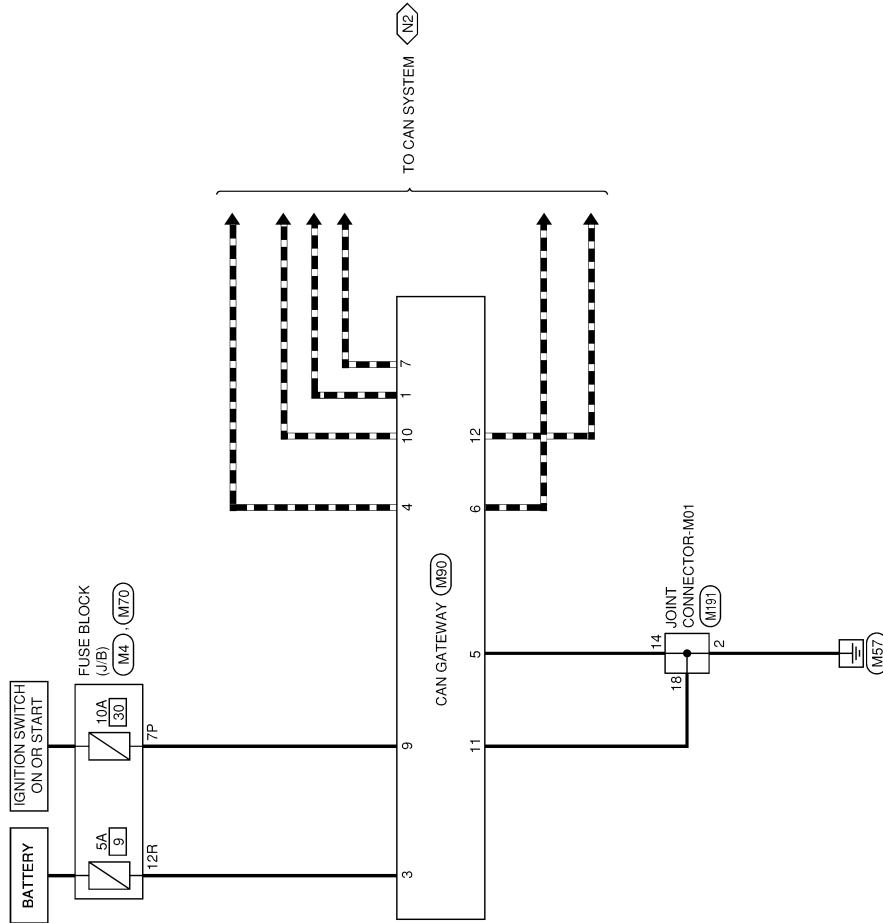 BATTERY
IGNITION SWITCH
ON OR START
5A
9
10A
30
FUSE BLOCK
(J/B)
M4 , M70
12R
7P
3
9
4
10
1
7
CAN GATEWAY M90
11
5
6
12
TO CAN SYSTEM N2
18
14
2
JOINT
CONNECTOR-M01
M191
M57